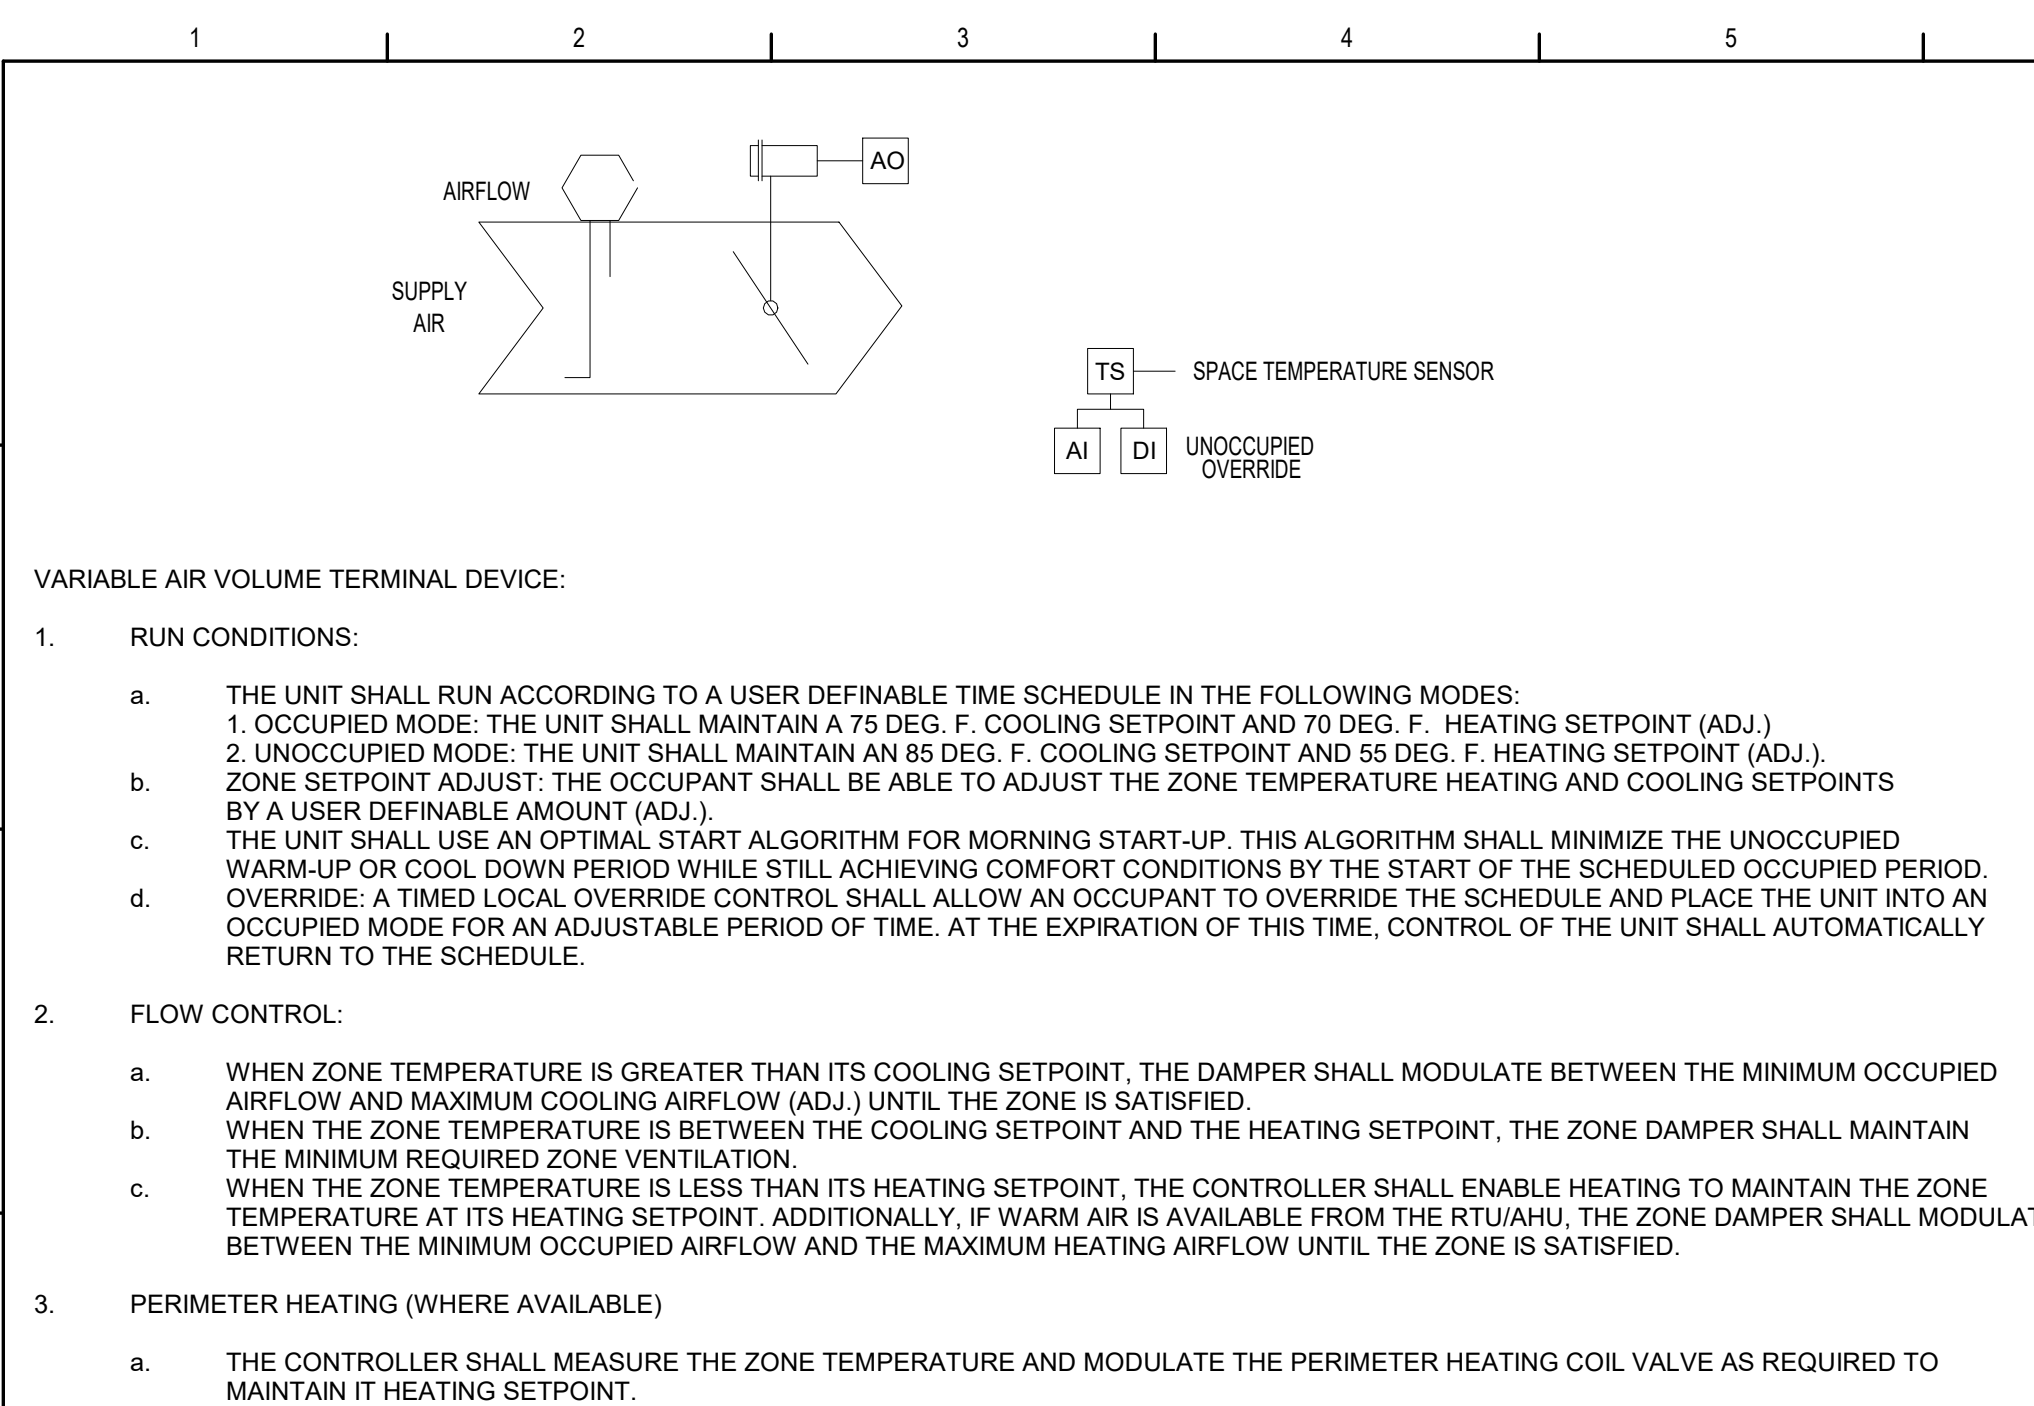 1 2 3 4 5
AO
AIRFLOW
SUPPLY
AIR
TS SPACE TEMPERATURE SENSOR
AI DI UNOCCUPIED
OVERRIDE
VARIABLE AIR VOLUME TERMINAL DEVICE:
1. RUN CONDITIONS:
a. THE UNIT SHALL RUN ACCORDING TO A USER DEFINABLE TIME SCHEDULE IN THE FOLLOWING MODES:
1. OCCUPIED MODE: THE UNIT SHALL MAINTAIN A 75 DEG. F. COOLING SETPOINT AND 70 DEG. F. HEATING SETPOINT (ADJ.)
2. UNOCCUPIED MODE: THE UNIT SHALL MAINTAIN AN 85 DEG. F. COOLING SETPOINT AND 55 DEG. F. HEATING SETPOINT (ADJ.).
b. ZONE SETPOINT ADJUST: THE OCCUPANT SHALL BE ABLE TO ADJUST THE ZONE TEMPERATURE HEATING AND COOLING SETPOINTS
BY A USER DEFINABLE AMOUNT (ADJ.).
c. THE UNIT SHALL USE AN OPTIMAL START ALGORITHM FOR MORNING START-UP. THIS ALGORITHM SHALL MINIMIZE THE UNOCCUPIED
WARM-UP OR COOL DOWN PERIOD WHILE STILL ACHIEVING COMFORT CONDITIONS BY THE START OF THE SCHEDULED OCCUPIED PERIOD.
d. OVERRIDE: A TIMED LOCAL OVERRIDE CONTROL SHALL ALLOW AN OCCUPANT TO OVERRIDE THE SCHEDULE AND PLACE THE UNIT INTO AN
OCCUPIED MODE FOR AN ADJUSTABLE PERIOD OF TIME. AT THE EXPIRATION OF THIS TIME, CONTROL OF THE UNIT SHALL AUTOMATICALLY
RETURN TO THE SCHEDULE.
2. FLOW CONTROL:
a. WHEN ZONE TEMPERATURE IS GREATER THAN ITS COOLING SETPOINT, THE DAMPER SHALL MODULATE BETWEEN THE MINIMUM OCCUPIED
AIRFLOW AND MAXIMUM COOLING AIRFLOW (ADJ.) UNTIL THE ZONE IS SATISFIED.
b. WHEN THE ZONE TEMPERATURE IS BETWEEN THE COOLING SETPOINT AND THE HEATING SETPOINT, THE ZONE DAMPER SHALL MAINTAIN
THE MINIMUM REQUIRED ZONE VENTILATION.
c. WHEN THE ZONE TEMPERATURE IS LESS THAN ITS HEATING SETPOINT, THE CONTROLLER SHALL ENABLE HEATING TO MAINTAIN THE ZONE
TEMPERATURE AT ITS HEATING SETPOINT. ADDITIONALLY, IF WARM AIR IS AVAILABLE FROM THE RTU/AHU, THE ZONE DAMPER SHALL MODULAT
BETWEEN THE MINIMUM OCCUPIED AIRFLOW AND THE MAXIMUM HEATING AIRFLOW UNTIL THE ZONE IS SATISFIED.
3. PERIMETER HEATING (WHERE AVAILABLE)
a. THE CONTROLLER SHALL MEASURE THE ZONE TEMPERATURE AND MODULATE THE PERIMETER HEATING COIL VALVE AS REQUIRED TO
MAINTAIN IT HEATING SETPOINT.